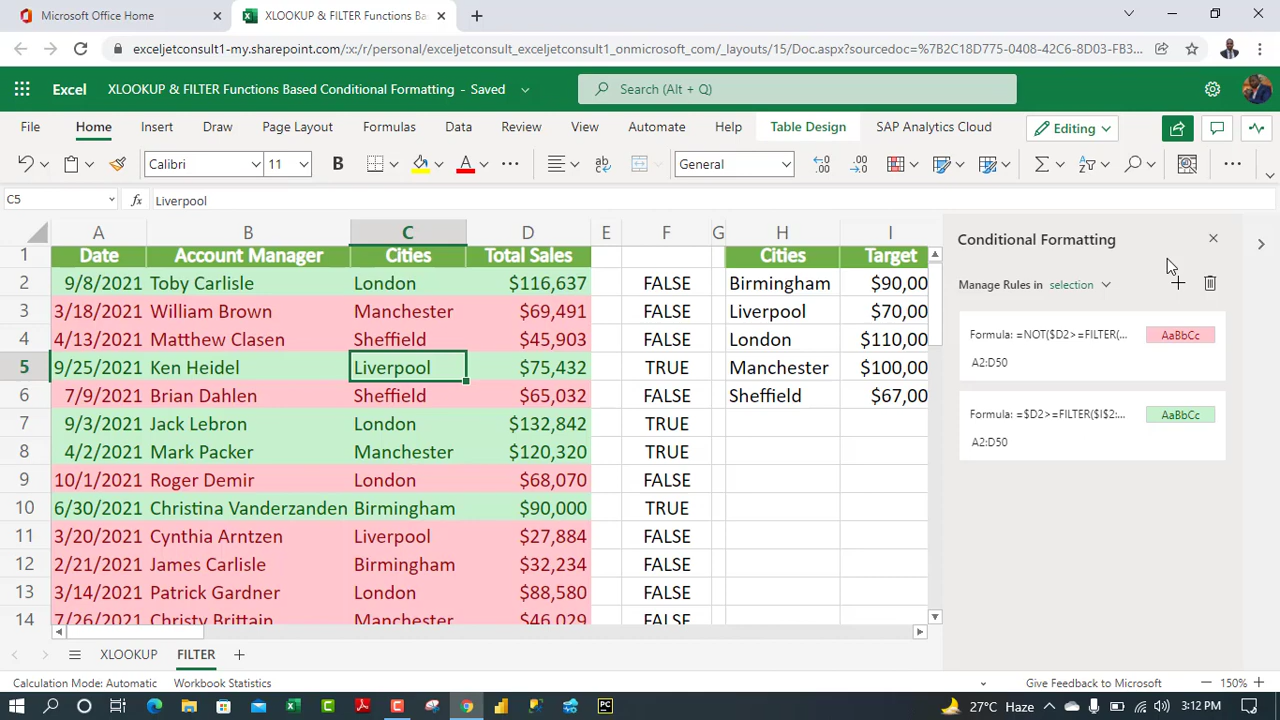 Microsoft Office Home
XLOOKUP & FILTER Functions Ba
exceljetconsult1-my.sharepoint.com/:x:/r/personal/exceljetconsult_exceljetconsult1_onmicrosoft_com/_layouts/15/Doc.aspx?sourcedoc=%7B2C18D775-0408-42C6-8D03-FB3...
Excel
XLOOKUP & FILTER Functions Based Conditional Formatting - Saved
Search (Alt + Q)
File Home Insert Draw Page Layout Formulas Data Review View Automate Help Table Design SAP Analytics Cloud Editing
Calibri 11 B A General
C5 fx Liverpool
A B C D E F G H I
1 Date Account Manager Cities Total Sales Cities Target
2 9/8/2021 Toby Carlisle London $116,637 FALSE Birmingham $90,00
3 3/18/2021 William Brown Manchester $69,491 FALSE Liverpool $70,00
4 4/13/2021 Matthew Clasen Sheffield $45,903 FALSE London $110,00
5 9/25/2021 Ken Heidel Liverpool $75,432 TRUE Manchester $100,00
6 7/9/2021 Brian Dahlen Sheffield $65,032 FALSE Sheffield $67,00
7 9/3/2021 Jack Lebron London $132,842 TRUE
8 4/2/2021 Mark Packer Manchester $120,320 TRUE
9 10/1/2021 Roger Demir London $68,070 FALSE
10 6/30/2021 Christina Vanderzanden Birmingham $90,000 TRUE
11 3/20/2021 Cynthia Arntzen Liverpool $27,884 FALSE
12 2/21/2021 James Carlisle Birmingham $32,234 FALSE
13 3/14/2021 Patrick Gardner London $88,580 FALSE
14 7/26/2021 Christy Brittain Manchester $46,029 FALSE
Conditional Formatting
Manage Rules in selection
Formula: =NOT($D2>=FILTER(... AaBbCc
A2:D50
Formula: =$D2>=FILTER($I$2:... AaBbCc
A2:D50
XLOOKUP FILTER
Calculation Mode: Automatic Workbook Statistics Give Feedback to Microsoft 150%
27°C Haze 3:12 PM